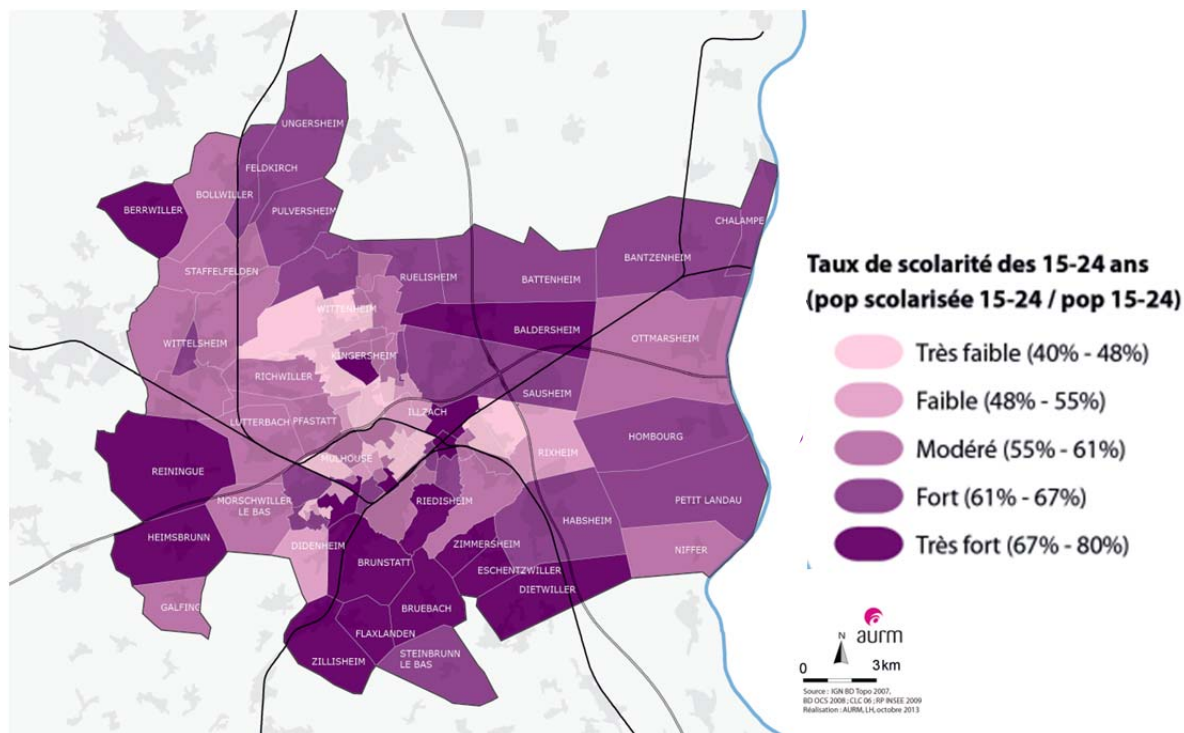 UNGERSHEIM
FELDKIRCH
BOLLWILLER
BERRWILLER
PULVERSHEIM
CHALAMPE
BANTZENHEIM
STAFFELFELDEN
RUELISHEIM
BATTENHEIM
WITTENHEIM
BALDERSHEIM
OTTMARSHEIM
WITTELSHEIM
KINGERSHEIM
RICHWILLER
SAUSHEIM
ILLZACH
LUTTERBACH
PFASTATT
HOMBOURG
RIXHEIM
MULHOUSE
REININGUE
MORSCHWILLER
LE BAS
RIEDISHEIM
PETIT LANDAU
HABSHEIM
HEIMSBRUNN
DIDENHEIM
ZIMMERSHEIM
NIFFER
BRUNSTATT
ESCHENTZWILLER
DIETWILLER
GALFING
BRUEBACH
FLAXLANDEN
ZILLISHEIM
STEINBRUNN
LE BAS
Taux de scolarité des 15-24 ans
(pop scolarisée 15-24 / pop 15-24)
Très faible (40% - 48%)
Faible (48% - 55%)
Modéré (55% - 61%)
Fort (61% - 67%)
Très fort (67% - 80%)
aurm
N
0 3 km
Source : IGN BD Topo 2007,
BD OCS 2008 ; CLC 06 ; RP INSEE 2009
Réalisation : AURM, LH, octobre 2013